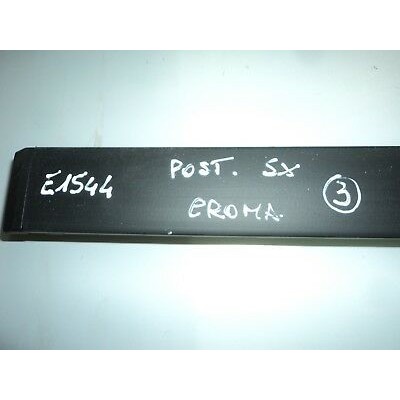 E1544
POST. SX
CROMA
3